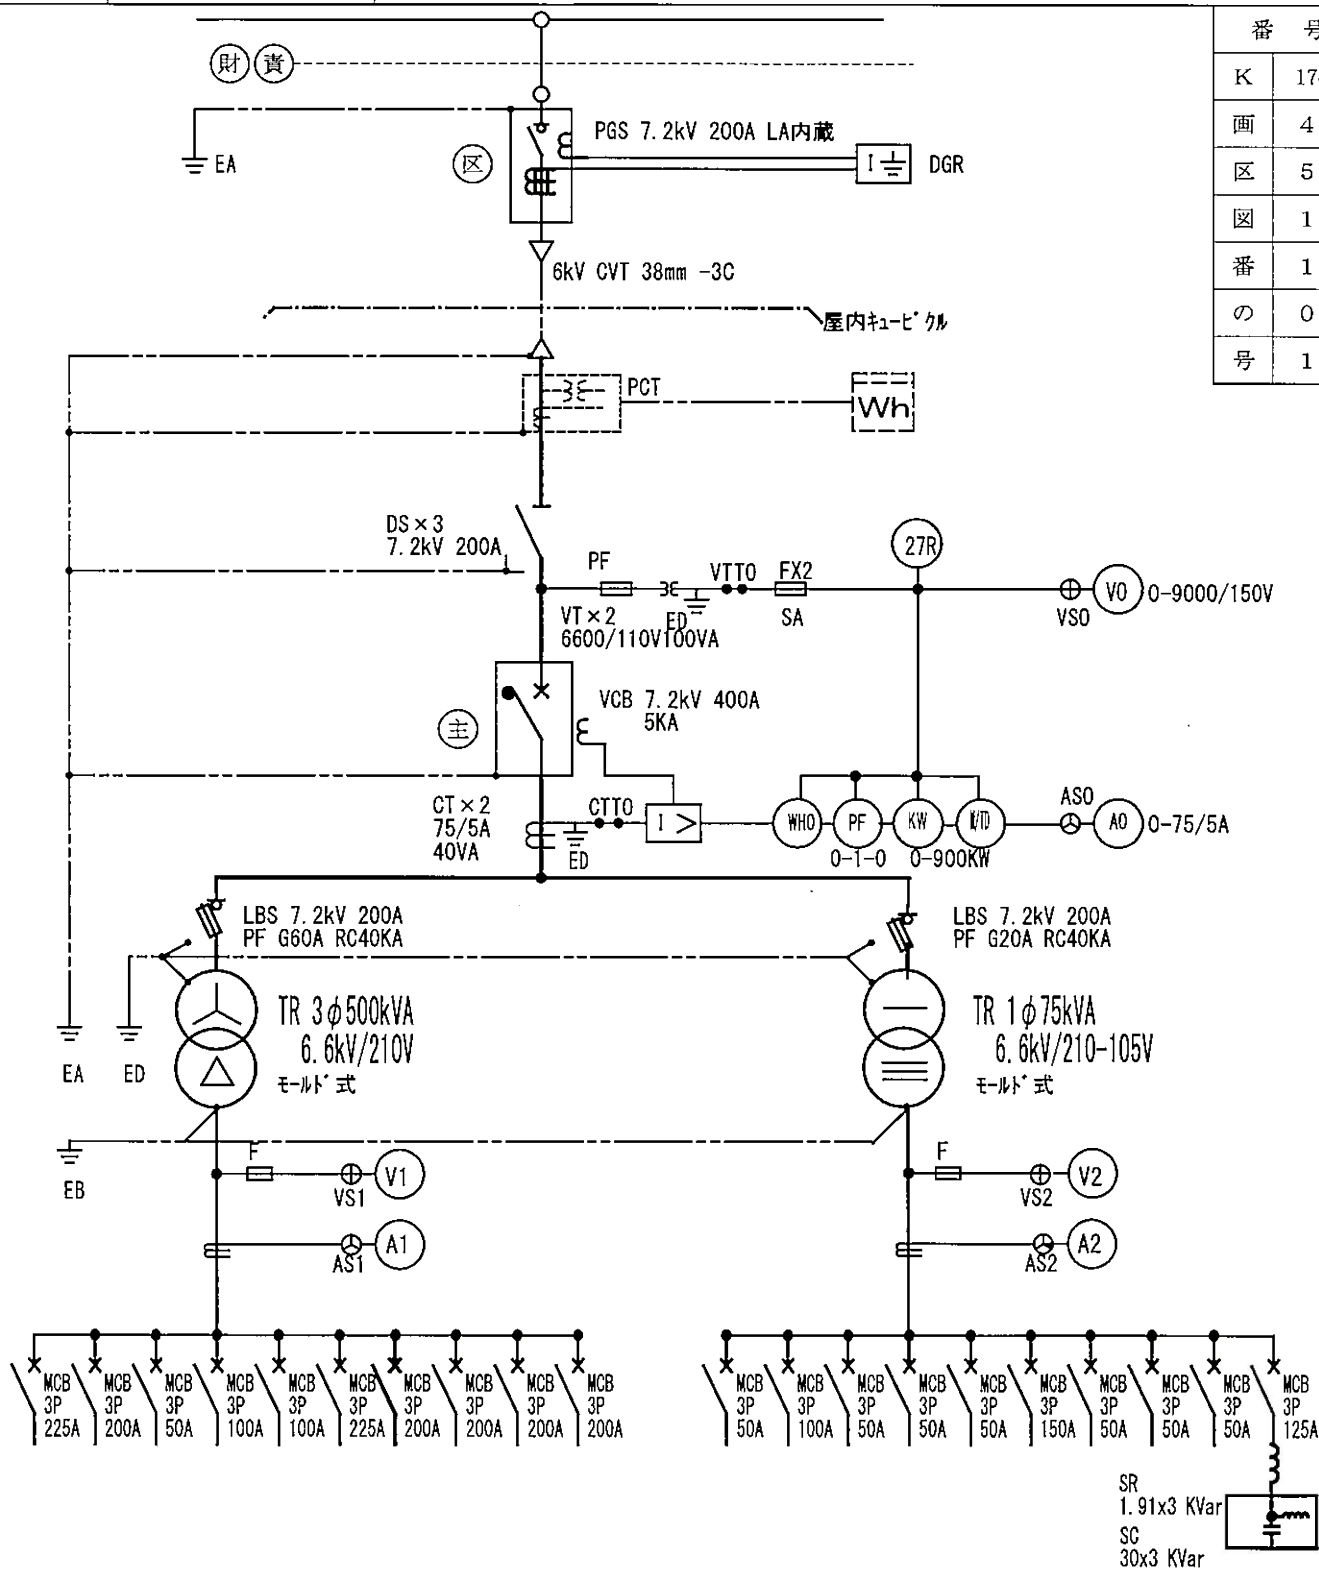 番 号
K 17
画 4
区 5
図 1
番 1
の 0
号 1
財 責
PGS 7.2kV 200A LA内蔵
EA
区
I
DGR
6kV CVT 38mm -3C
屋内キュービクル
PCT
Wh
DS×3
7.2kV 200A
27R
PF
VTTO
FX2
VO
0-9000/150V
VSO
SA
ED
VT×2
6600/110V100VA
VCB 7.2kV 400A
5KA
主
CT×2
75/5A
40VA
CTTO
ED
I >
WHO
PF
KW
ASO
AO
0-75/5A
0-1-0
0-900KW
LBS 7.2kV 200A
PF G60A RC40KA
LBS 7.2kV 200A
PF G20A RC40KA
TR 3φ500kVA
6.6kV/210V
モールド式
TR 1φ75kVA
6.6kV/210-105V
モールド式
EA
ED
EB
F
VS1
V1
AS1
A1
F
VS2
V2
AS2
A2
MCB 3P 225A
MCB 3P 200A
MCB 3P 50A
MCB 3P 100A
MCB 3P 100A
MCB 3P 225A
MCB 3P 200A
MCB 3P 200A
MCB 3P 200A
MCB 3P 200A
MCB 3P 50A
MCB 3P 100A
MCB 3P 50A
MCB 3P 50A
MCB 3P 50A
MCB 3P 150A
MCB 3P 50A
MCB 3P 50A
MCB 3P 50A
MCB 3P 125A
SR
1.91x3 KVar
SC
30x3 KVar